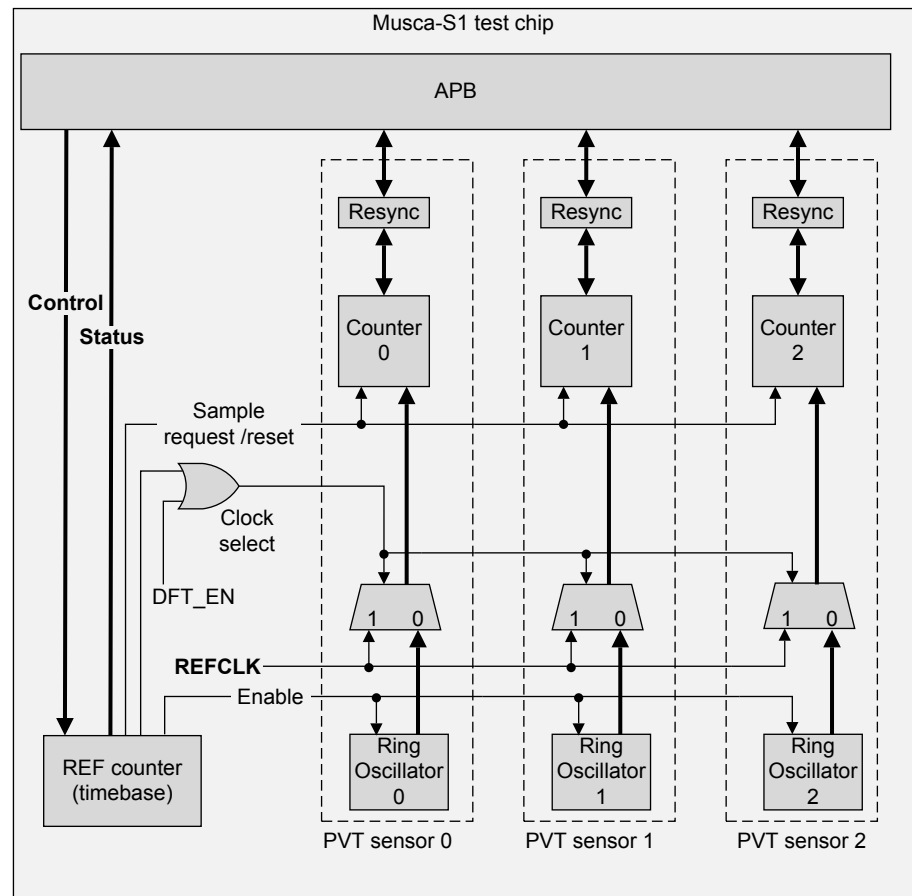 Musca-S1 test chip
APB
Resync
Resync
Resync
Control
Status
Counter
0
Counter
1
Counter
2
Sample
request /reset
Clock
select
DFT_EN
1 0
1 0
1 0
REFCLK
Enable
REF counter
(timebase)
Ring
Oscillator
0
Ring
Oscillator
1
Ring
Oscillator
2
PVT sensor 0
PVT sensor 1
PVT sensor 2